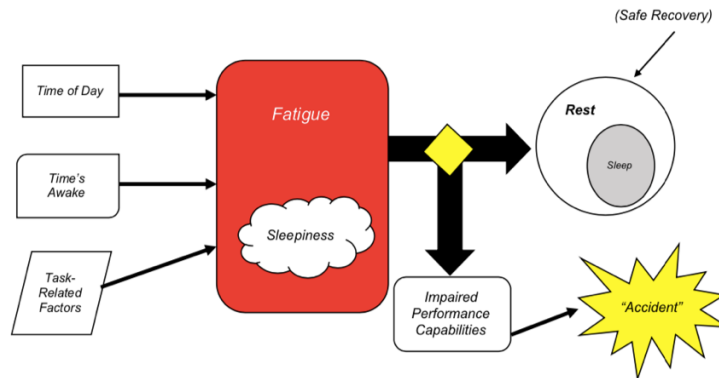 (Safe Recovery)
Time of Day
Fatigue
Rest
Sleep
Time's
Awake
Sleepiness
Task-
Related
Factors
Impaired
Performance
Capabilities
“Accident”